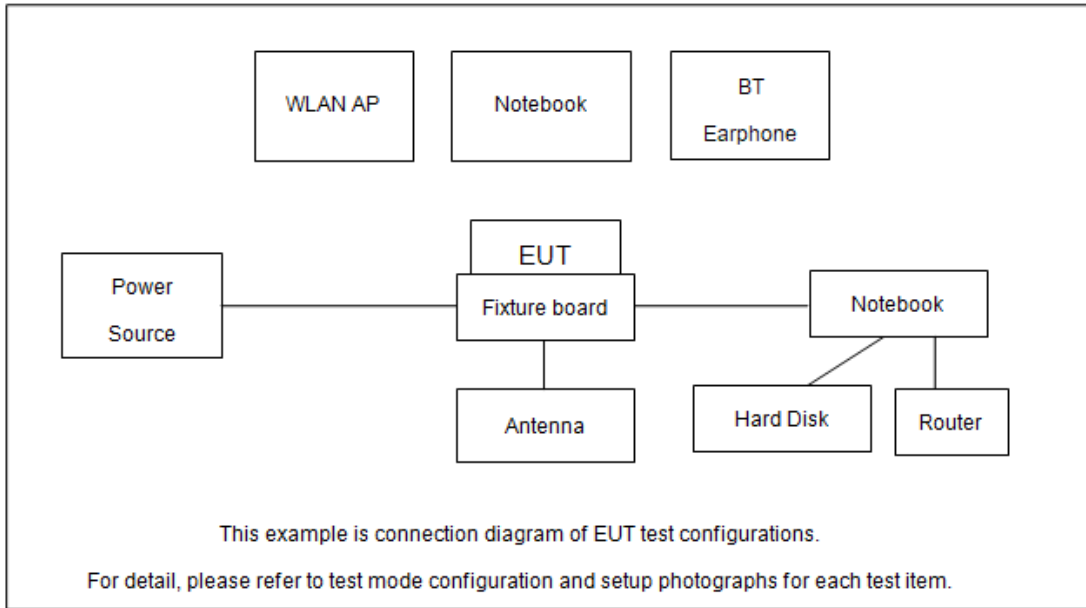 WLAN AP
Notebook
BT
Earphone
EUT
Power
Source
Fixture board
Notebook
Antenna
Hard Disk
Router
This example is connection diagram of EUT test configurations.
For detail, please refer to test mode configuration and setup photographs for each test item.